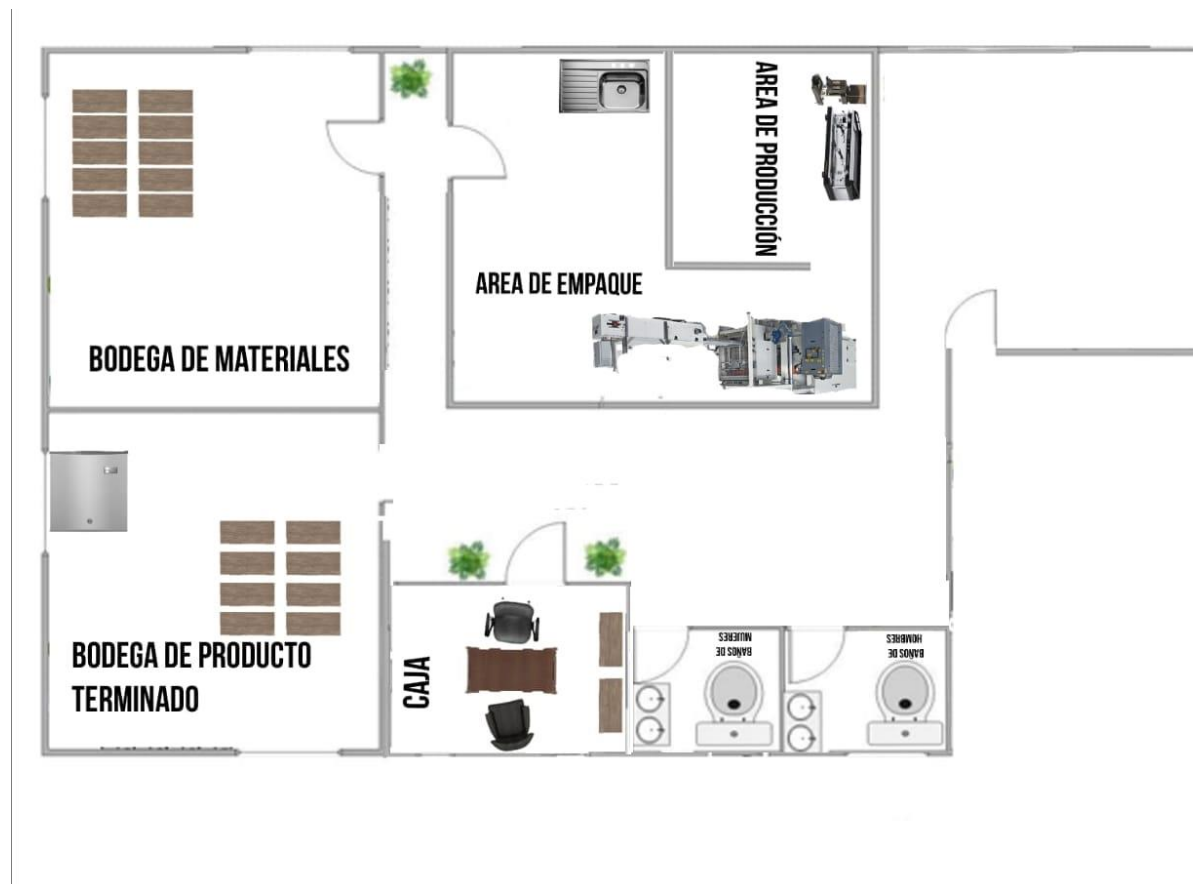 AREA DE PRODUCCIÓN
AREA DE EMPAQUE
BODEGA DE MATERIALES
BODEGA DE PRODUCTO
TERMINADO
CAJA
BAÑOS DE
MUJERES
BAÑOS DE
HOMBRES